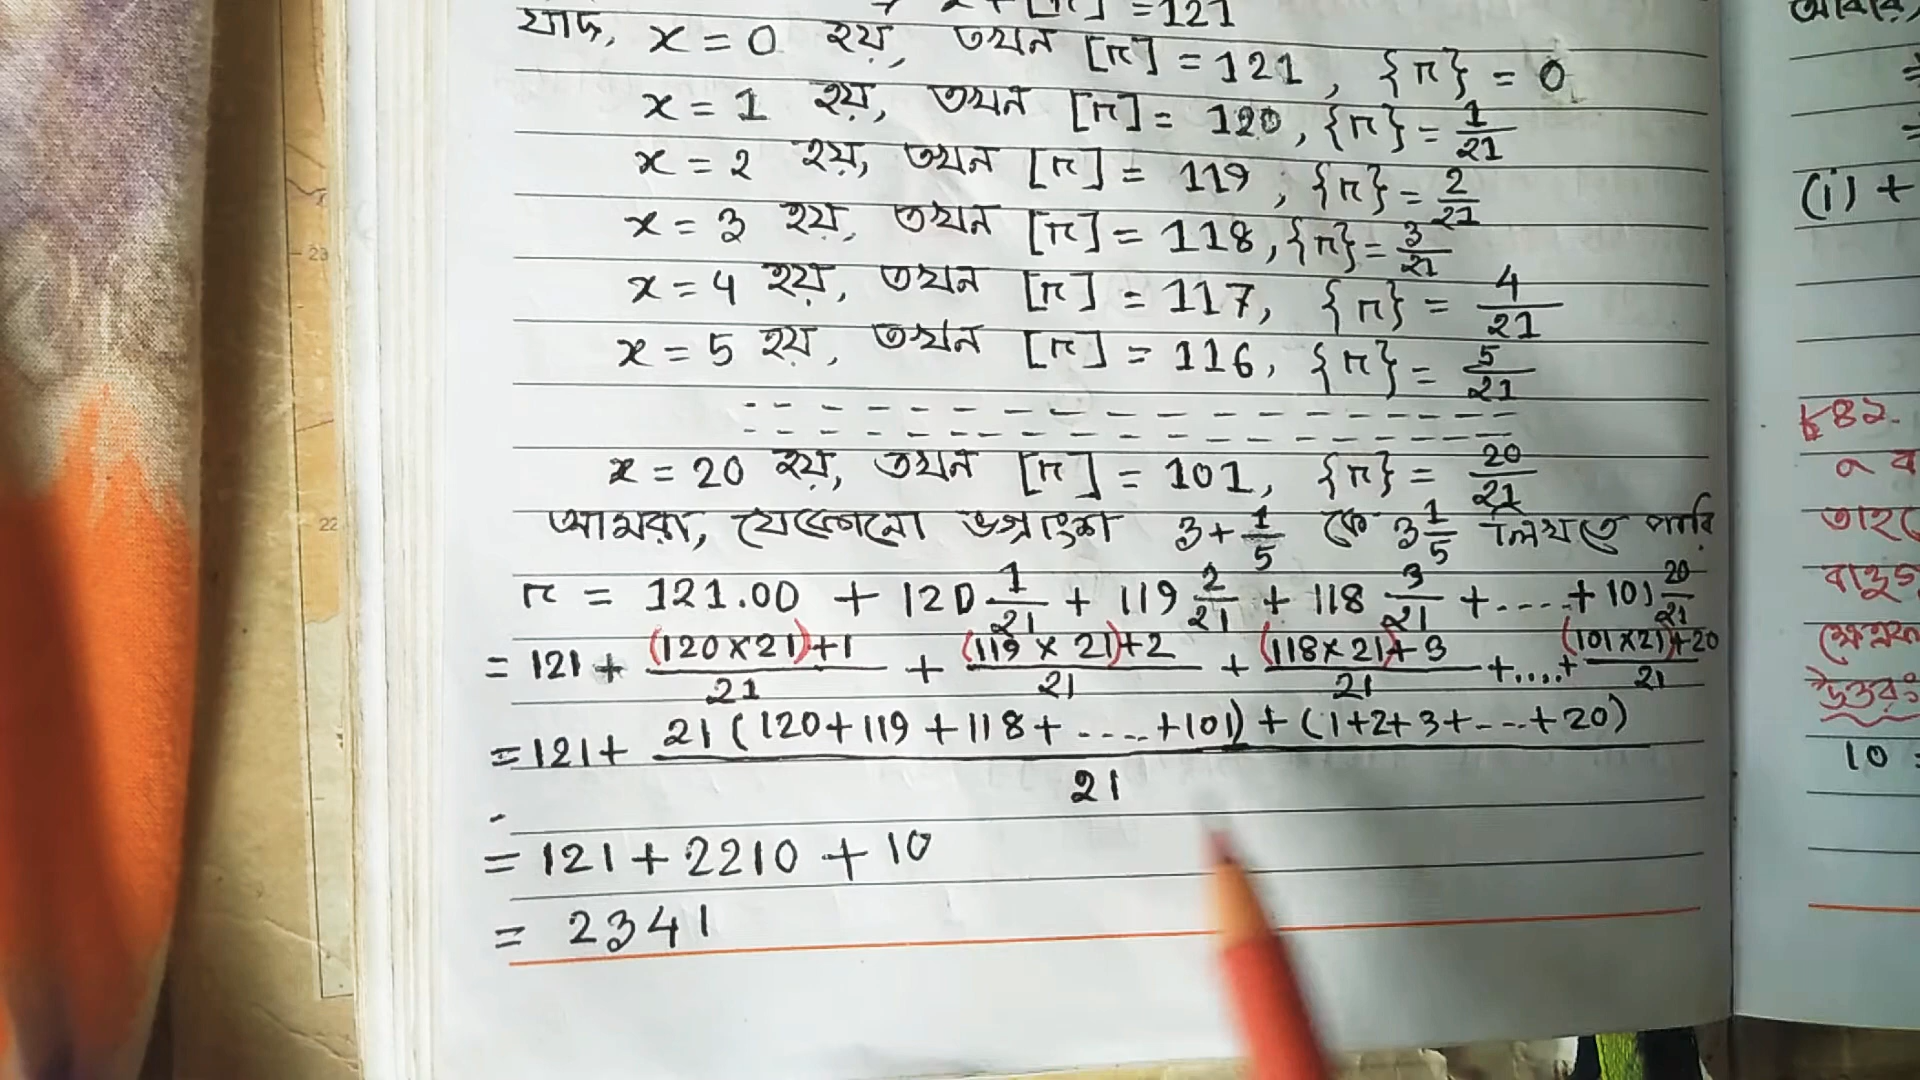 [π] = 121
যদি, x = 0 হয়, তখন [π] = 121, {π} = 0
x = 1 হয়, তখন [π] = 120, {π} = 1/21
x = 2 হয়, তখন [π] = 119, {π} = 2/21
x = 3 হয়, তখন [π] = 118, {π} = 3/21
x = 4 হয়, তখন [π] = 117, {π} = 4/21
x = 5 হয়, তখন [π] = 116, {π} = 5/21
x = 20 হয়, তখন [π] = 101, {π} = 20/21
আমরা, যেকোনো ভগ্নাংশ 3 + 1/5 কে 3 1/5 লিখতে পারি
π = 121.00 + 120 1/21 + 119 2/21 + 118 3/21 + .... + 101 20/21
= 121 + (120×21)+1/21 + (119×21)+2/21 + (118×21)+3/21 + .... + (101×21)+20/21
= 121 + 21(120+119+118+.....+101) + (1+2+3+....+20)/21
= 121 + 2210 + 10
= 2341
(i) +
৪২.
উত্তরঃ
10